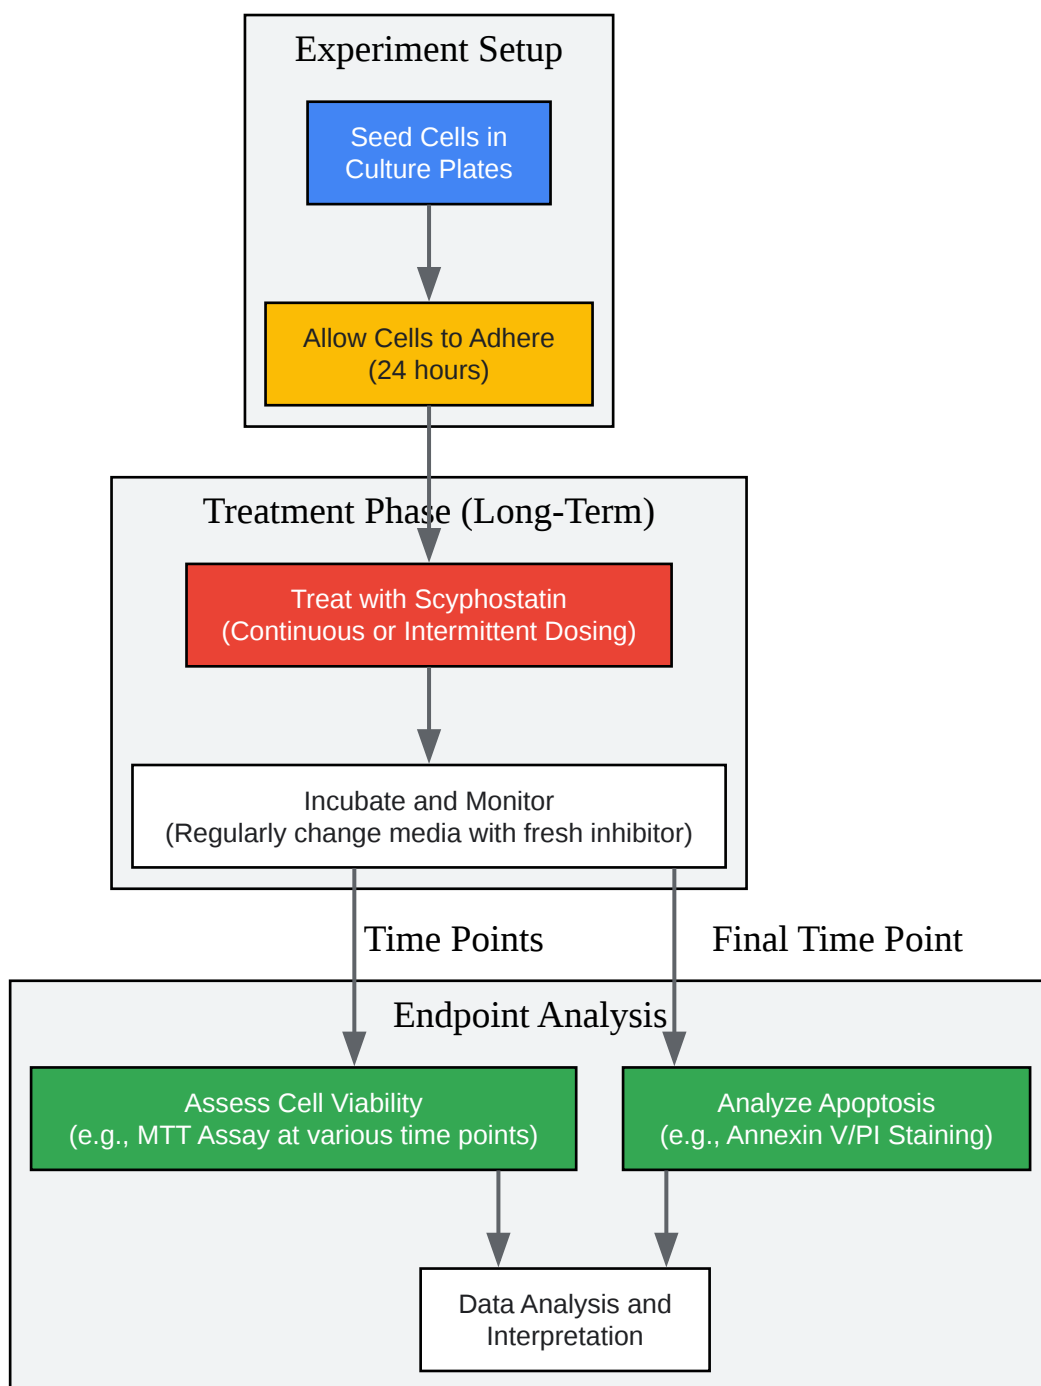 Experiment Setup
Seed Cells in
Culture Plates
Allow Cells to Adhere
(24 hours)
Treatment Phase (Long-Term)
Treat with Scyphostatin
(Continuous or Intermittent Dosing)
Incubate and Monitor
(Regularly change media with fresh inhibitor)
Time Points
Final Time Point
Endpoint Analysis
Assess Cell Viability
(e.g., MTT Assay at various time points)
Analyze Apoptosis
(e.g., Annexin V/PI Staining)
Data Analysis and
Interpretation